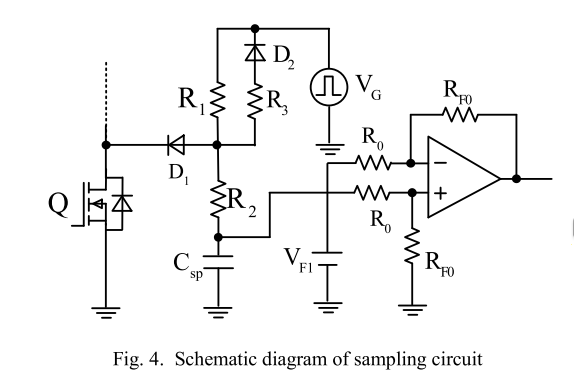 D2
R1
R3
VG
RF0
R0
D1
−
R2
+
Q
R0
Csp
VF1
RF0
Fig. 4. Schematic diagram of sampling circuit